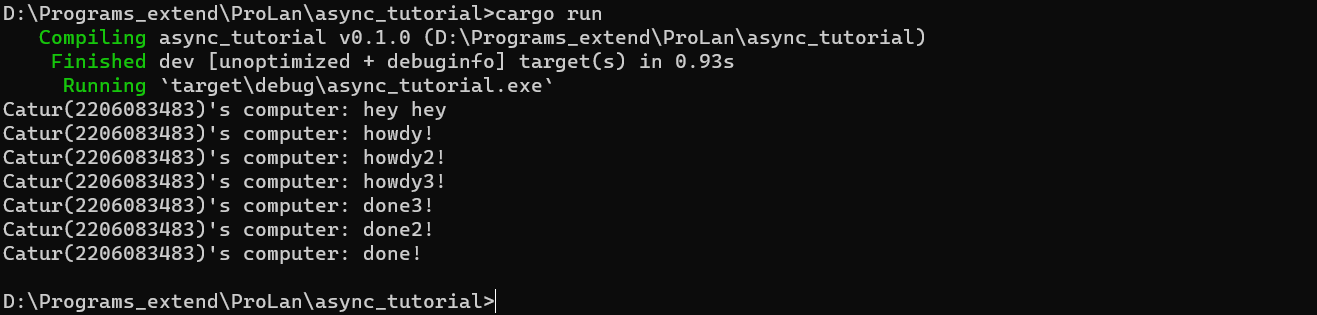 D:\Programs_extend\ProLan\async_tutorial>cargo run
Compiling async_tutorial v0.1.0 (D:\Programs_extend\ProLan\async_tutorial)
Finished dev [unoptimized + debuginfo] target(s) in 0.93s
Running `target\debug\async_tutorial.exe`
Catur(2206083483)'s computer: hey hey
Catur(2206083483)'s computer: howdy!
Catur(2206083483)'s computer: howdy2!
Catur(2206083483)'s computer: howdy3!
Catur(2206083483)'s computer: done3!
Catur(2206083483)'s computer: done2!
Catur(2206083483)'s computer: done!
D:\Programs_extend\ProLan\async_tutorial>